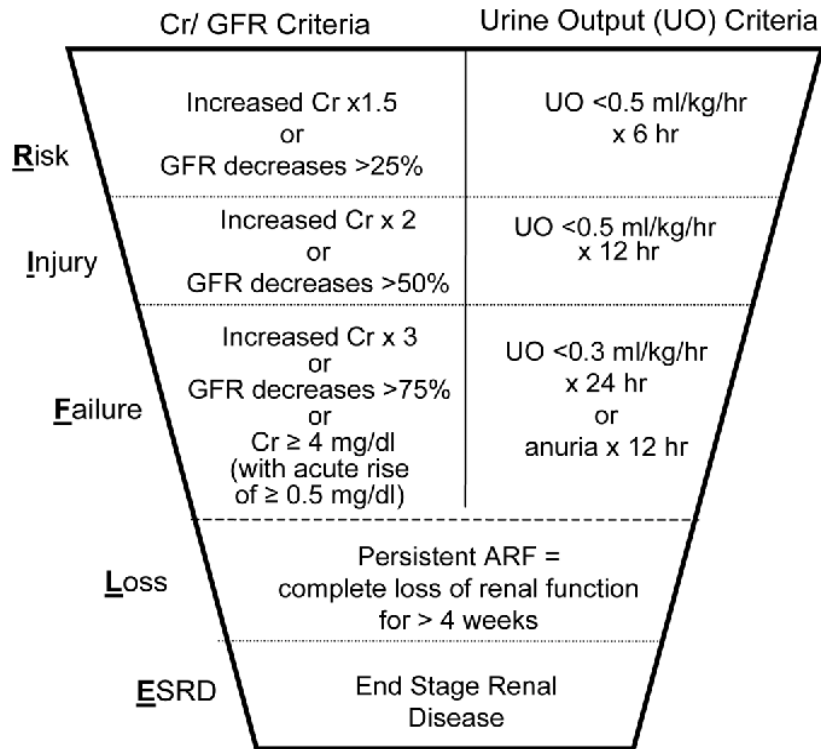 Cr/ GFR Criteria
Urine Output (UO) Criteria
Risk
Increased Cr x1.5
or
GFR decreases >25%
UO <0.5 ml/kg/hr
x 6 hr
Injury
Increased Cr x 2
or
GFR decreases >50%
UO <0.5 ml/kg/hr
x 12 hr
Failure
Increased Cr x 3
or
GFR decreases >75%
or
Cr ≥ 4 mg/dl
(with acute rise
of ≥ 0.5 mg/dl)
UO <0.3 ml/kg/hr
x 24 hr
or
anuria x 12 hr
Loss
Persistent ARF =
complete loss of renal function
for > 4 weeks
ESRD
End Stage Renal
Disease